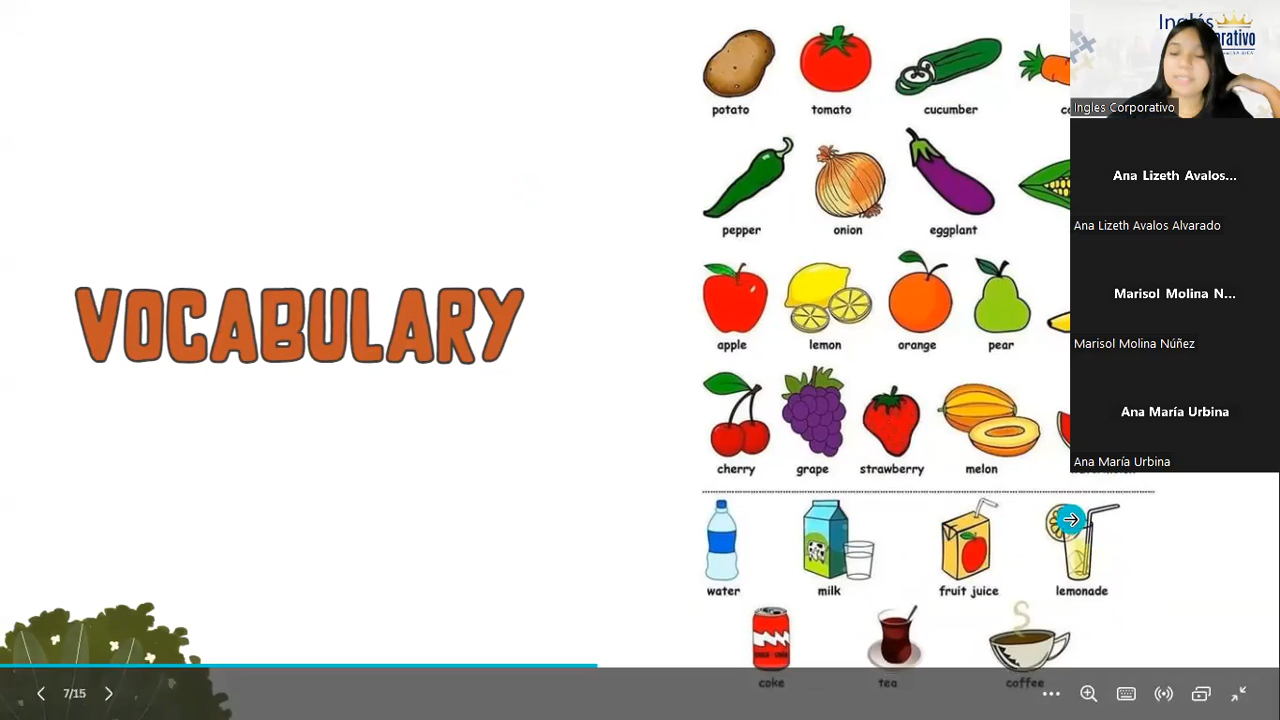 VOCABULARY
potato tomato cucumber
pepper onion eggplant
apple lemon orange pear
cherry grape strawberry melon
water milk fruit juice lemonade
coke tea coffee
7/15
Inglés
Ingles Corporativo
Ana Lizeth Avalos...
Ana Lizeth Avalos Alvarado
Marisol Molina N...
Marisol Molina Núñez
Ana María Urbina
Ana María Urbina